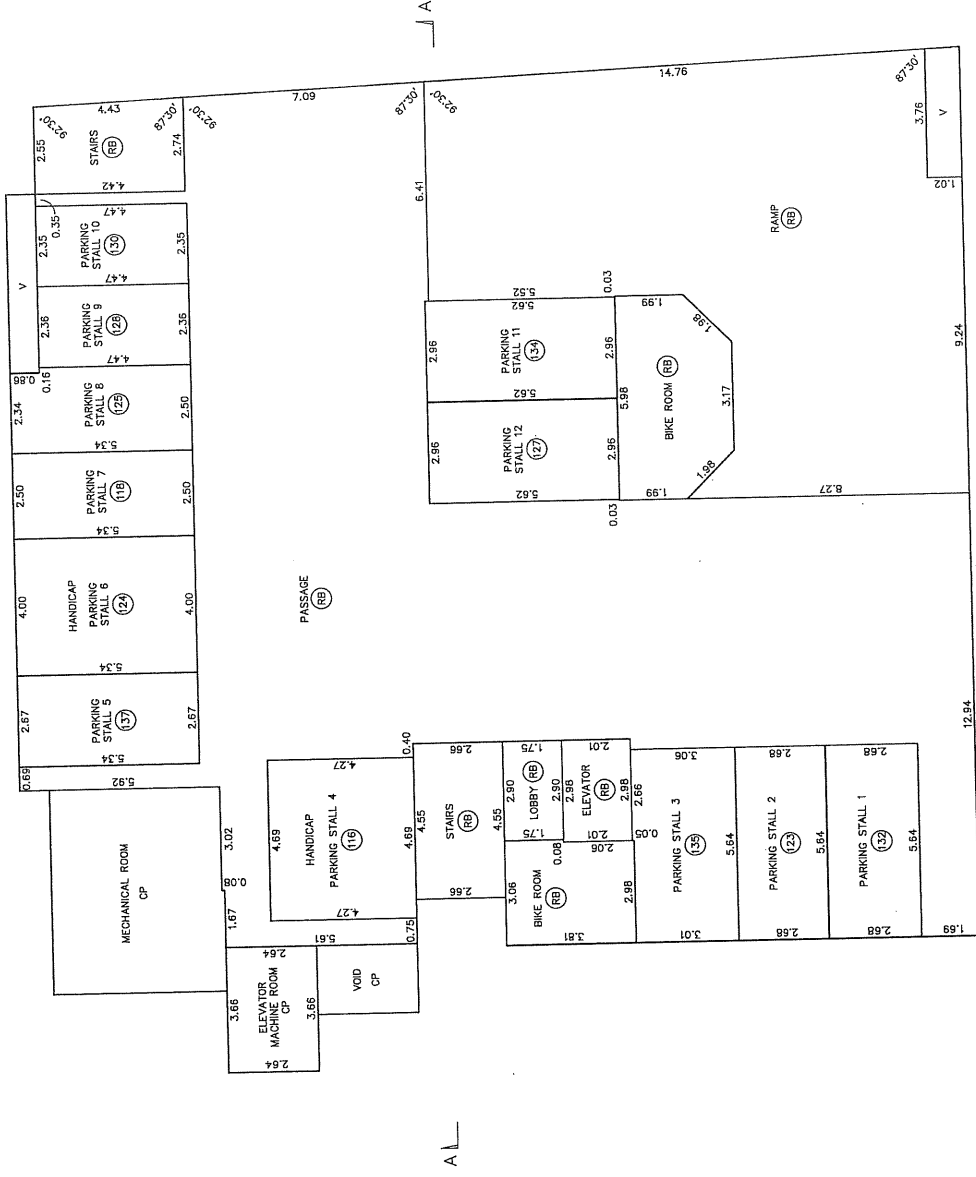 A
14.76
7.09
4.43
92°30'
87°30'
92°30'
87°30'
92°30'
87°30'
2.55
STAIRS
RB
2.74
4.42
3.76
V
1.02
V
0.35
4.47
2.35
PARKING
STALL 10
130
2.35
4.47
2.36
PARKING
STALL 9
128
2.36
4.47
0.86
0.16
2.34
PARKING
STALL 8
125
2.50
5.34
2.50
PARKING
STALL 7
118
2.50
5.34
4.00
HANDICAP
PARKING
STALL 6
124
4.00
5.34
2.67
PARKING
STALL 5
137
2.67
5.34
0.69
5.92
6.41
RAMP
RB
5.52
5.62
0.03
2.96
PARKING
STALL 11
134
2.96
5.62
2.96
PARKING
STALL 12
127
2.96
5.62
0.03
5.98
1.99
1.98
BIKE ROOM RB
3.17
1.98
1.99
9.24
8.27
PASSAGE
RB
12.94
MECHANICAL ROOM
CP
3.02
0.08
1.67
4.27
0.40
4.69
HANDICAP
PARKING STALL 4
116
4.69
4.27
5.61
0.75
2.64
3.66
ELEVATOR
MACHINE ROOM
CP
3.66
2.64
VOID
CP
2.66
4.55
STAIRS
RB
4.55
2.66
1.75
2.90
LOBBY RB
2.90
1.75
2.01
2.98
ELEVATOR
RB
2.98
2.01
0.08
2.06
0.05
3.06
BIKE ROOM
RB
2.98
3.81
2.66
3.06
PARKING STALL 3
135
5.64
3.01
2.68
PARKING STALL 2
123
5.64
2.68
2.68
PARKING STALL 1
132
5.64
2.68
1.69
A